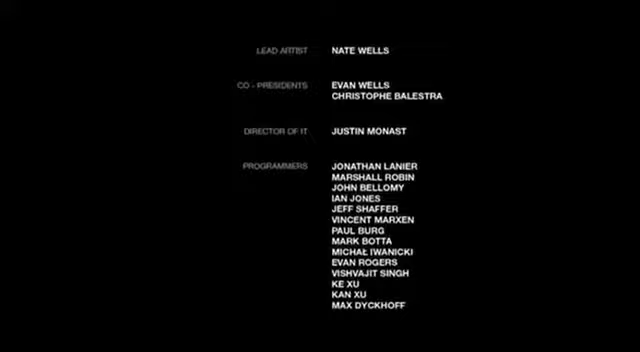 LEAD ARTIST NATE WELLS
CO - PRESIDENTS EVAN WELLS
CHRISTOPHE BALESTRA
DIRECTOR OF IT JUSTIN MONAST
PROGRAMMERS JONATHAN LANIER
MARSHALL ROBIN
JOHN BELLOMY
IAN JONES
JEFF SHAFFER
VINCENT MARXEN
PAUL BURG
MARK BOTTA
MICHAŁ IWANICKI
EVAN ROGERS
VISHVAJIT SINGH
KE XU
KAN XU
MAX DYCKHOFF